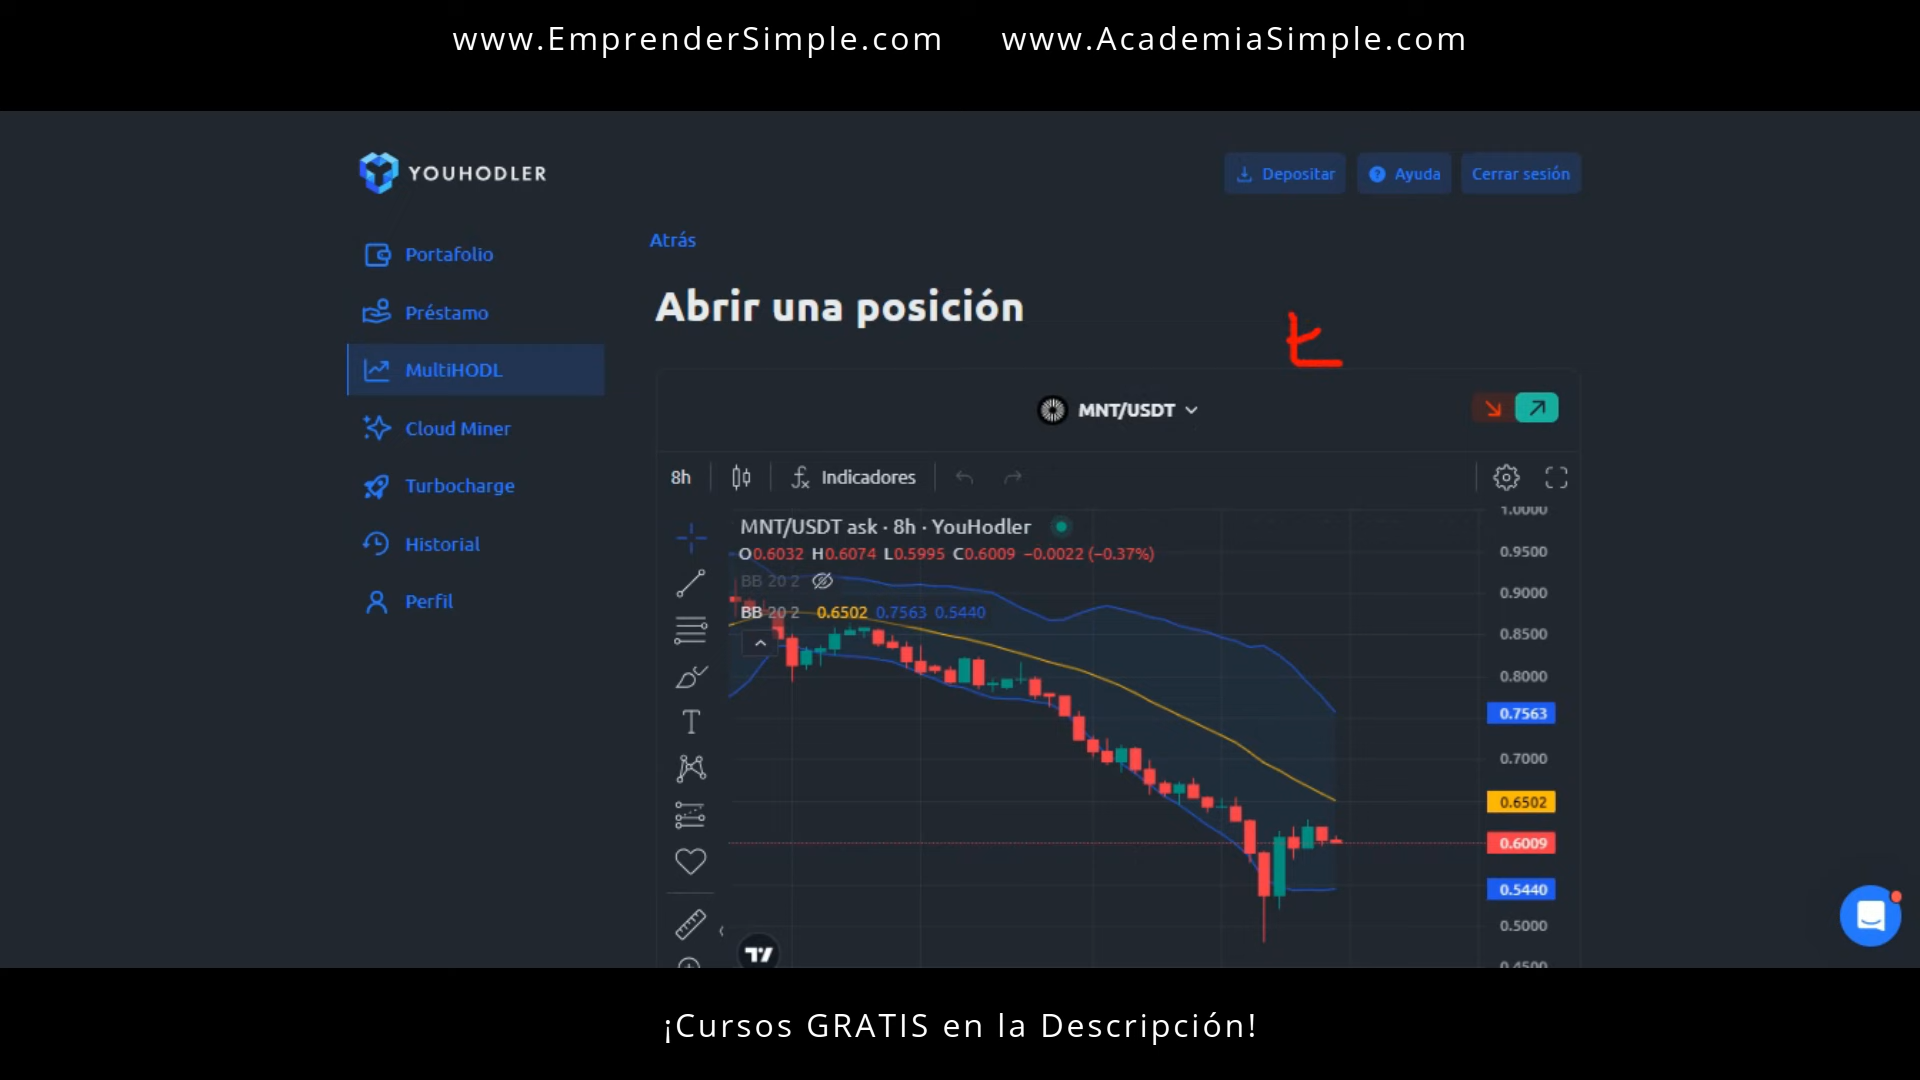 www.EmprenderSimple.com www.AcademiaSimple.com
YOUHODLER
Depositar Ayuda Cerrar sesión
Portafolio
Préstamo
MultiHODL
Cloud Miner
Turbocharge
Historial
Perfil
Atrás
Abrir una posición
MNT/USDT
8h Indicadores
MNT/USDT ask · 8h · YouHodler
O0.6032 H0.6074 L0.5995 C0.6009 −0.0022 (−0.37%)
BB 20 2
BB 20 2 0.6502 0.7563 0.5440
1.0000
0.9500
0.9000
0.8500
0.8000
0.7563
0.7000
0.6502
0.6009
0.5440
0.5000
0.4500
¡Cursos GRATIS en la Descripción!